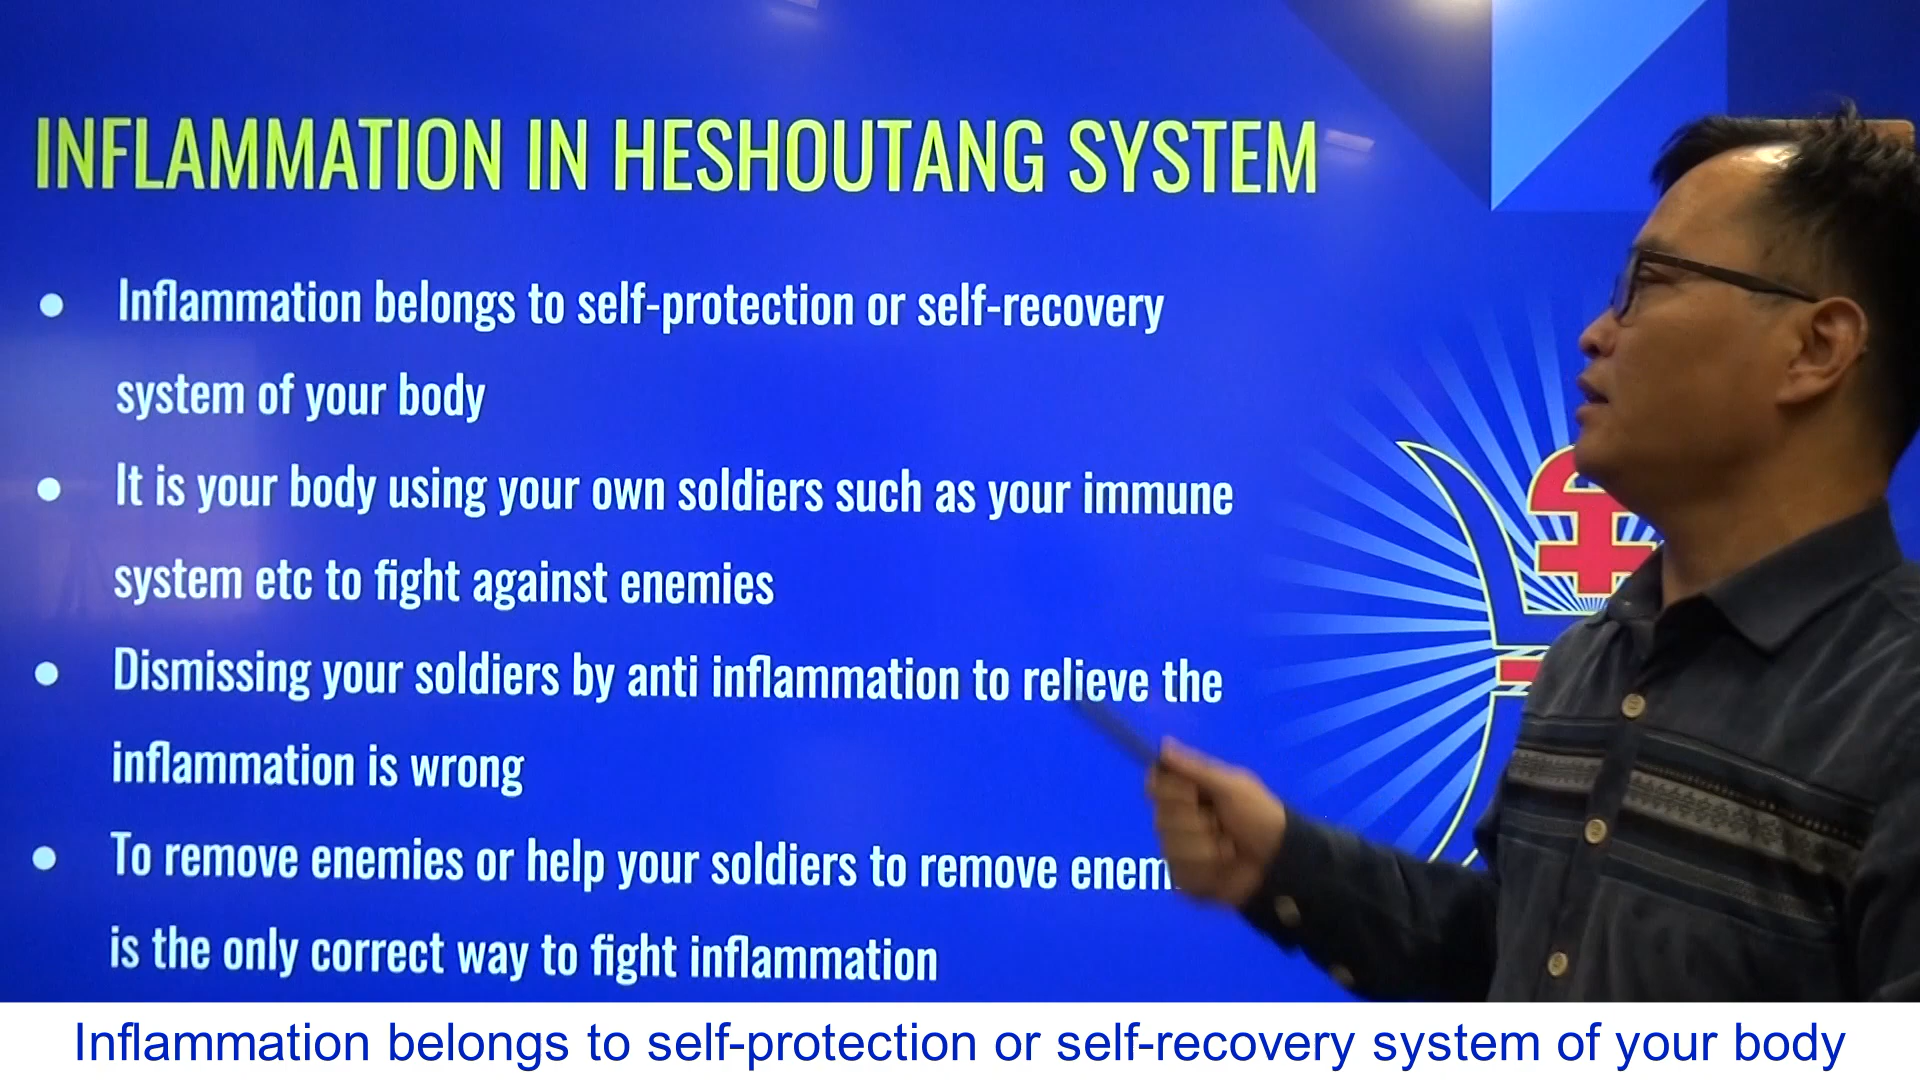 INFLAMMATION IN HESHOUTANG SYSTEM
● Inflammation belongs to self-protection or self-recovery
system of your body
● It is your body using your own soldiers such as your immune
system etc to fight against enemies
● Dismissing your soldiers by anti inflammation to relieve the
inflammation is wrong
● To remove enemies or help your soldiers to remove
is the only correct way to fight inflammation
Inflammation belongs to self-protection or self-recovery system of your body